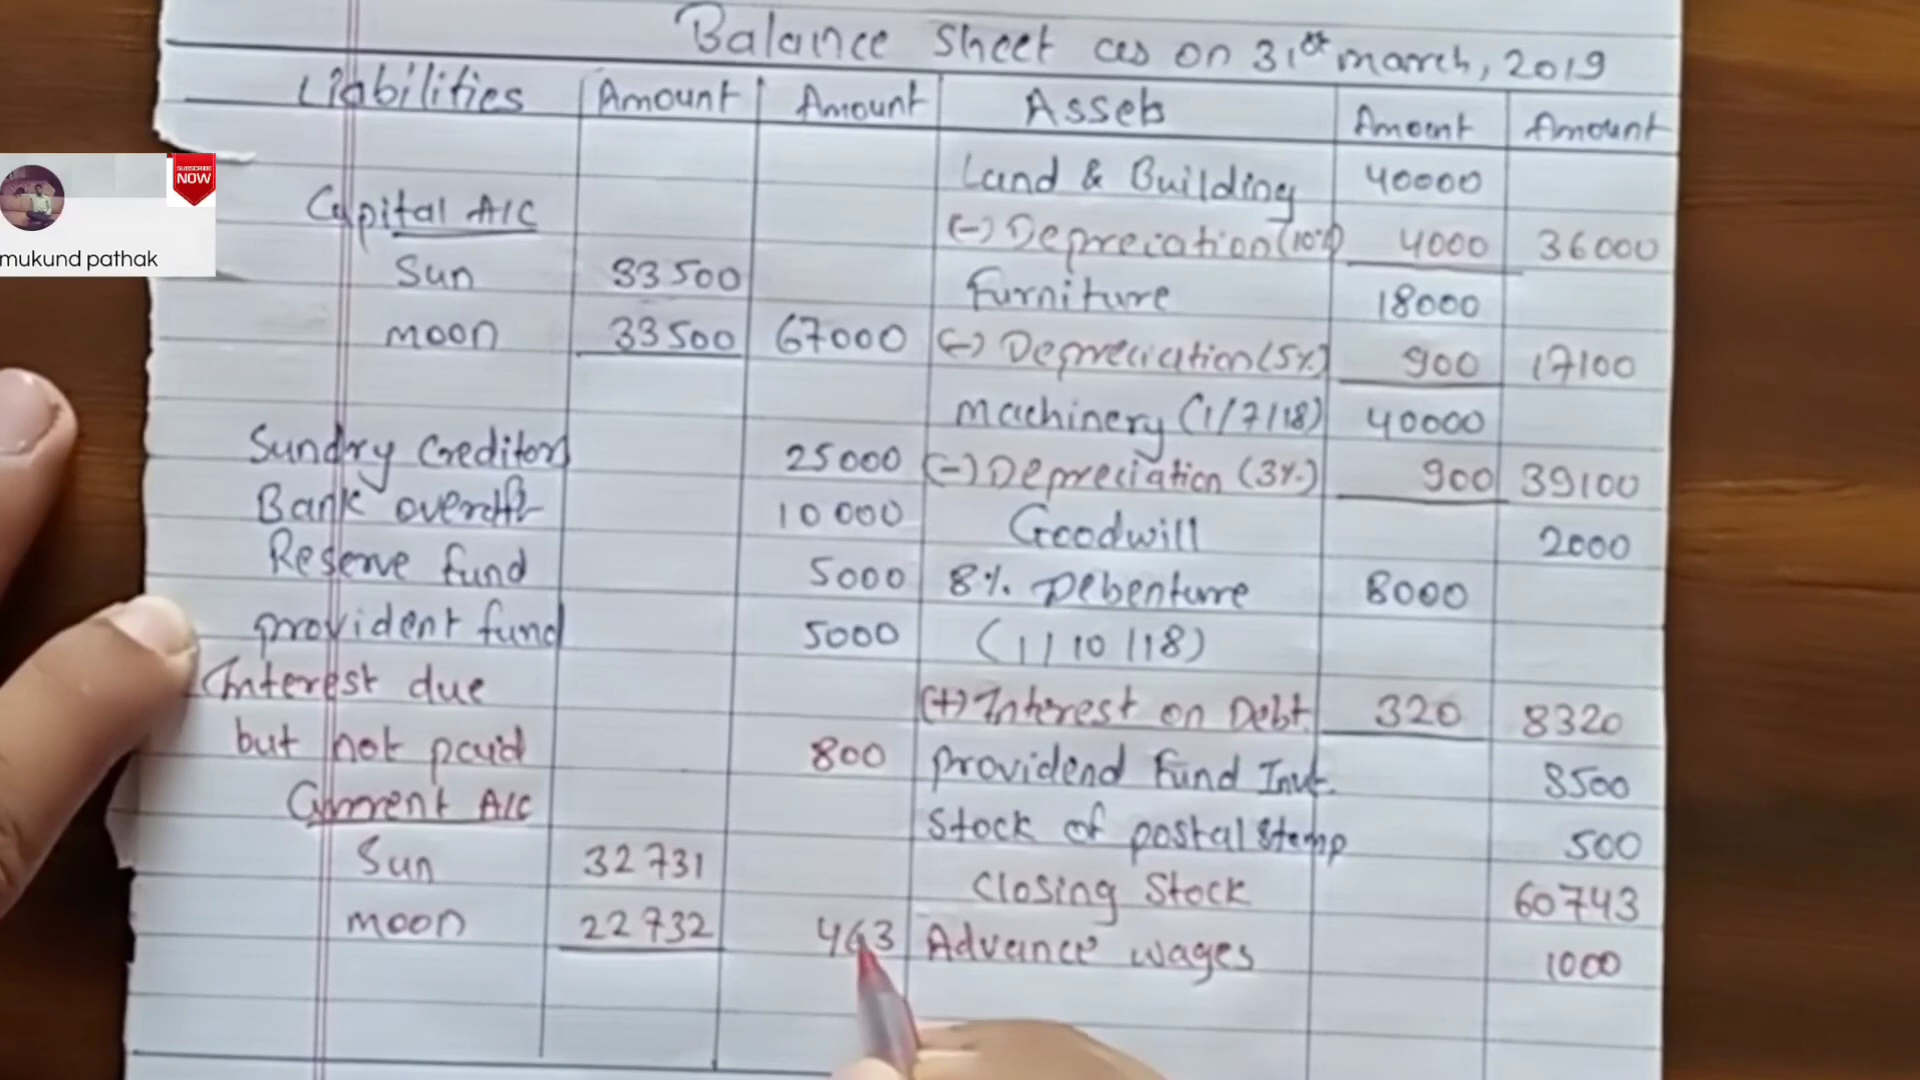 Balance Sheet as on 31st march, 2019
Liabilities Amount Amount Assets Amount Amount
Land & Building 40000
Capital A/C (-) Depreciation (10%) 4000 36000
Sun 33500 Furniture 18000
moon 33500 67000 (-) Depreciation (5%) 900 17100
machinery (1/7/18) 40000
Sundry Creditors 25000 (-) Depreciation (3%) 900 39100
Bank overdft 10000 Goodwill 2000
Reserve fund 5000 8% Debenture 8000
provident fund 5000 (1/10/18)
Interest due (+) Interest on Debt. 320 8320
but not paid 800 providend Fund Invt. 8500
Current A/C Stock of postal stemp 500
Sun 32731 Closing Stock 60743
moon 22732 463 Advance wages 1000
SUBSCRIBE
NOW
mukund pathak